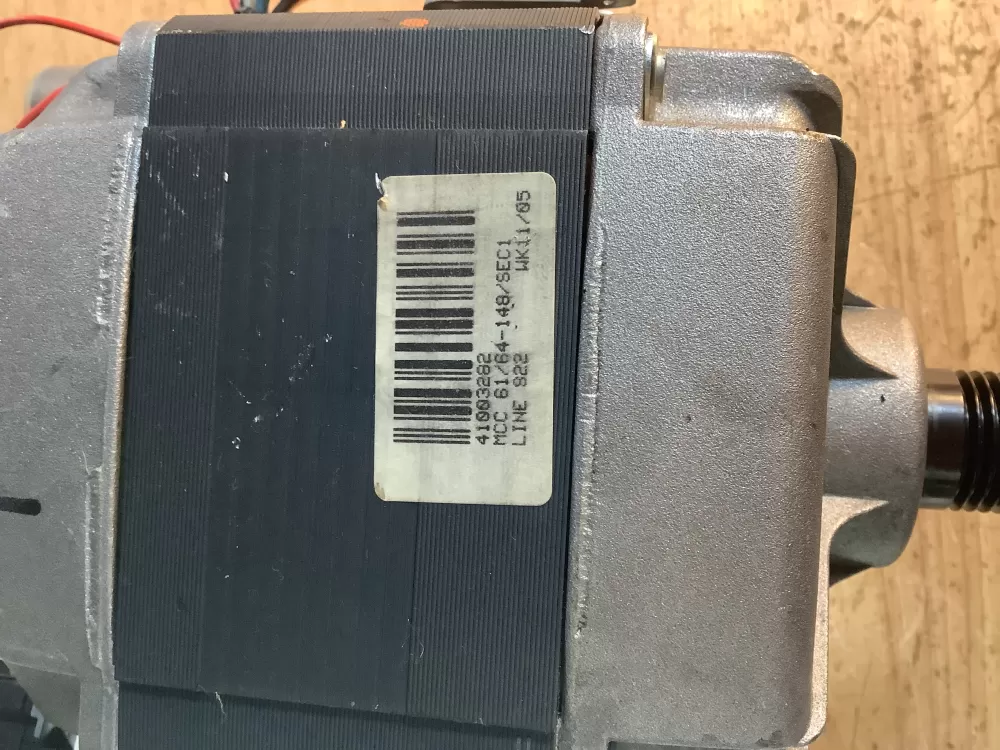 41003282
MCC 61/64-148/SEC1
LINE 822 WK11/05